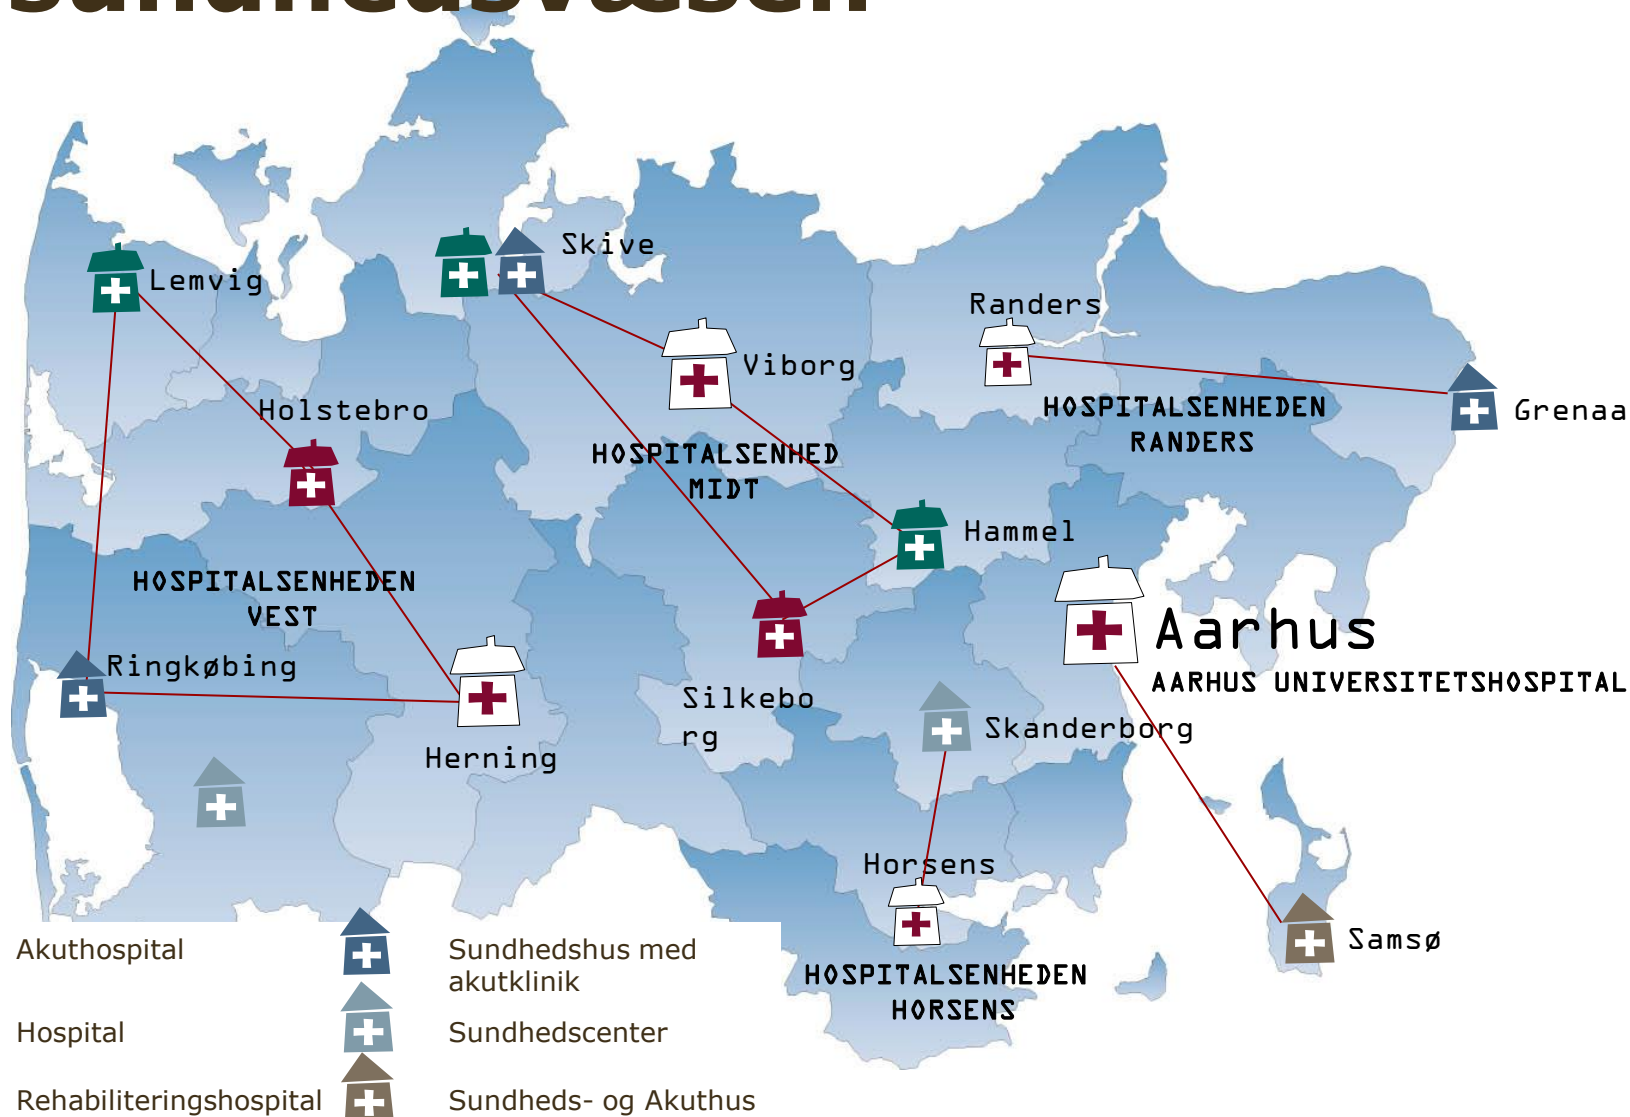 sundhedsvæsen
Skive
Lemvig
Randers
Viborg
Holstebro
HOSPITALSENHEDEN
RANDERS
Grenaa
HOSPITALSENHED
MIDT
Hammel
HOSPITALSENHEDEN
VEST
Aarhus
AARHUS UNIVERSITETSHOSPITAL
Ringkøbing
Silkebo
rg
Skanderborg
Herning
Horsens
Samsø
HOSPITALSENHEDEN
HORSENS
Akuthospital
Sundhedshus med
akutklinik
Hospital
Sundhedscenter
Rehabiliteringshospital
Sundheds- og Akuthus